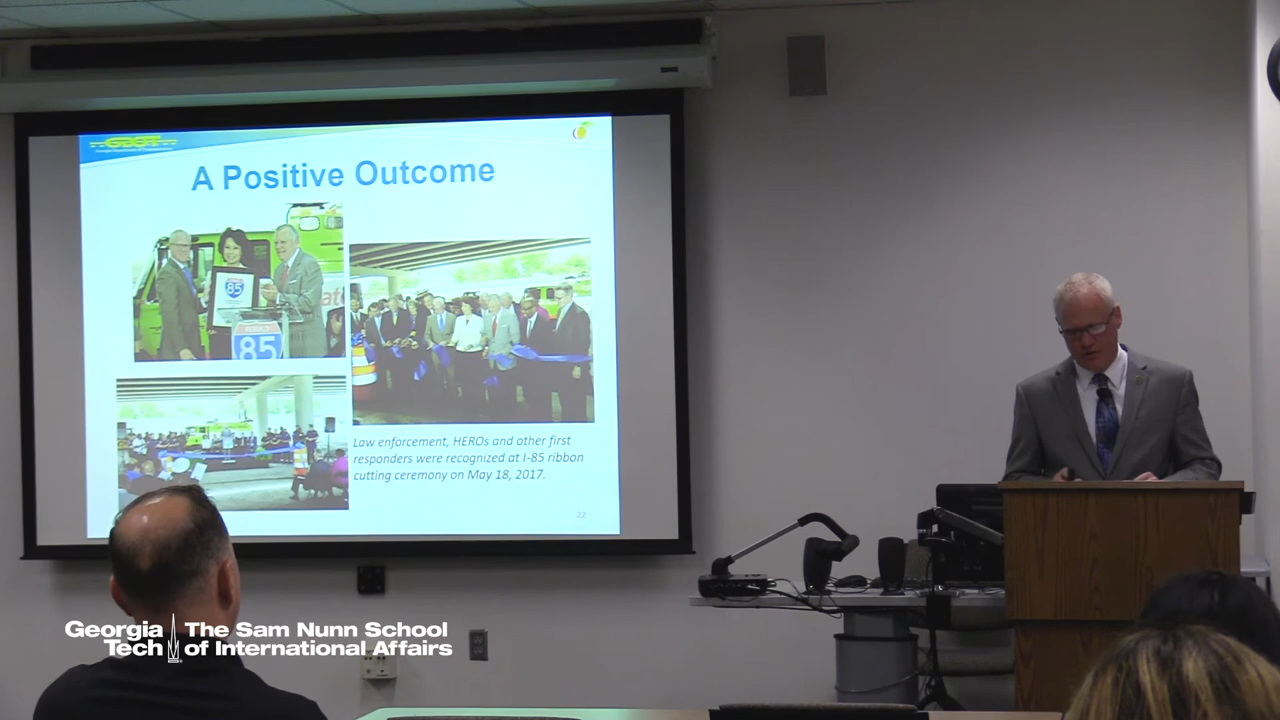 GDOT
A Positive Outcome
85
REBUILD
85
Law enforcement, HEROs and other first
responders were recognized at I-85 ribbon
cutting ceremony on May 18, 2017.
22
Georgia Tech
The Sam Nunn School
of International Affairs